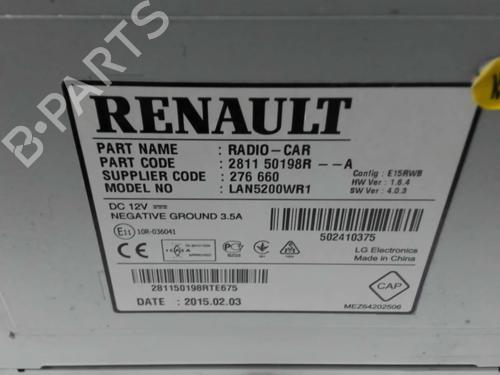 RENAULT
PART NAME : RADIO-CAR
PART CODE : 2811 50198R --A
SUPPLIER CODE : 276 660
MODEL NO : LAN5200WR1
Config : E15RWB
HW Ver : 1.6.4
SW Ver : 4.0.3
DC 12V
NEGATIVE GROUND 3.5A
E11 10R-036041
502410375
LG Electronics
Made in China
CE
281150198RTE675
DATE : 2015.02.03
CAP
MEZ64202506
B-PARTS